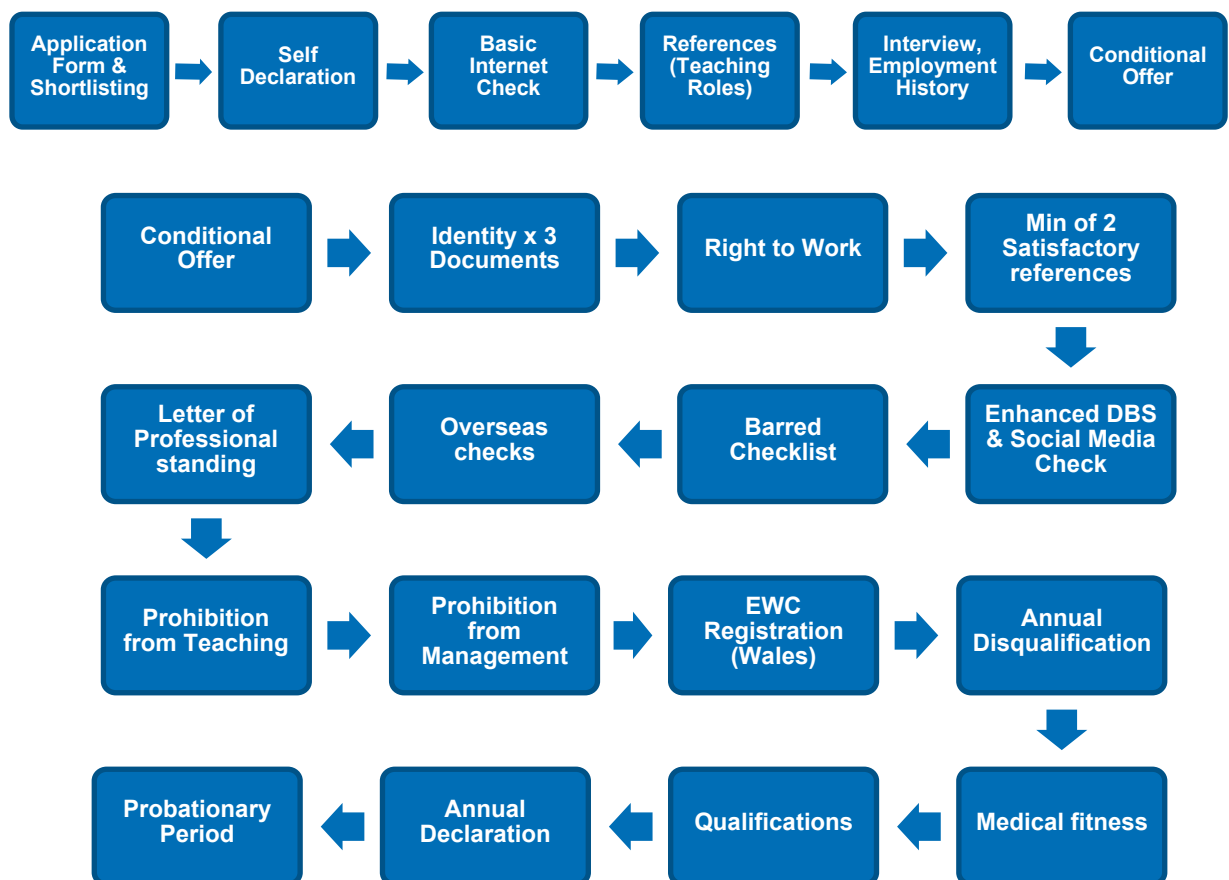 Application
Form &
Shortlisting
Self
Declaration
Basic
Internet
Check
References
(Teaching
Roles)
Interview,
Employment
History
Conditional
Offer
Conditional
Offer
Identity x 3
Documents
Right to Work
Min of 2
Satisfactory
references
Enhanced DBS
& Social Media
Check
Barred
Checklist
Overseas
checks
Letter of
Professional
standing
Prohibition
from Teaching
Prohibition
from
Management
EWC
Registration
(Wales)
Annual
Disqualification
Medical fitness
Qualifications
Annual
Declaration
Probationary
Period